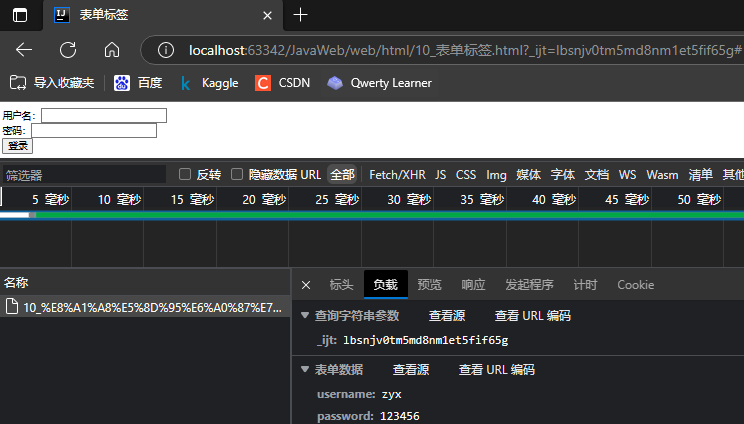 表单标签
localhost:63342/JavaWeb/web/html/10_表单标签.html?_ijt=lbsnjv0tm5md8nm1et5fif65g#
导入收藏夹 百度 Kaggle CSDN Qwerty Learner
用户名:
密码:
登录
筛选器 反转 隐藏数据 URL 全部 Fetch/XHR JS CSS Img 媒体 字体 文档 WS Wasm 清单 其他
5 毫秒 10 毫秒 15 毫秒 20 毫秒 25 毫秒 30 毫秒 35 毫秒 40 毫秒 45 毫秒 50 毫秒
名称 标头 负载 预览 响应 发起程序 计时 Cookie
10_%E8%A1%A8%E5%8D%95%E6%A0%87%E7...
查询字符串参数 查看源 查看 URL 编码
_ijt: lbsnjv0tm5md8nm1et5fif65g
表单数据 查看源 查看 URL 编码
username: zyx
password: 123456